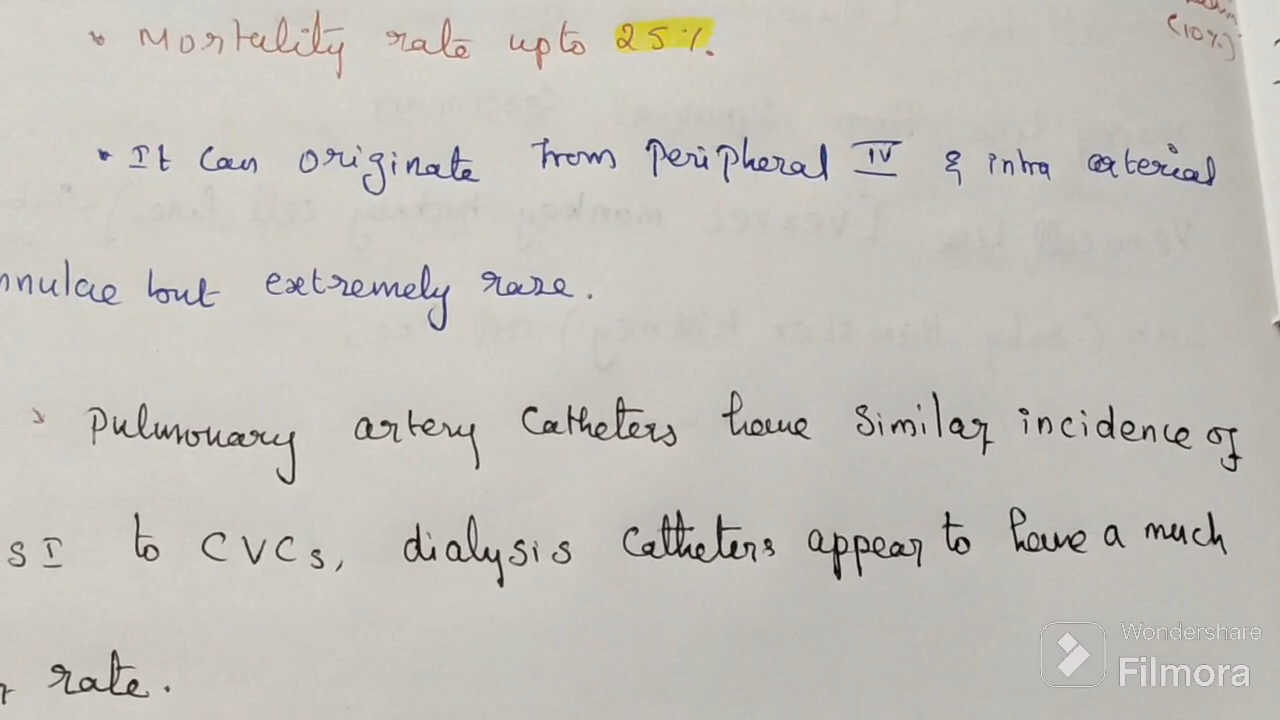 • Mortality rate upto 25%.
(10%)
• It can originate from peripheral IV & intra arterial
nnulae but extremely rare.
Pulmonary artery Catheters have similar incidence of
SI to CVCs, dialysis Catheters appear to have a much
r rate.
Wondershare
Filmora